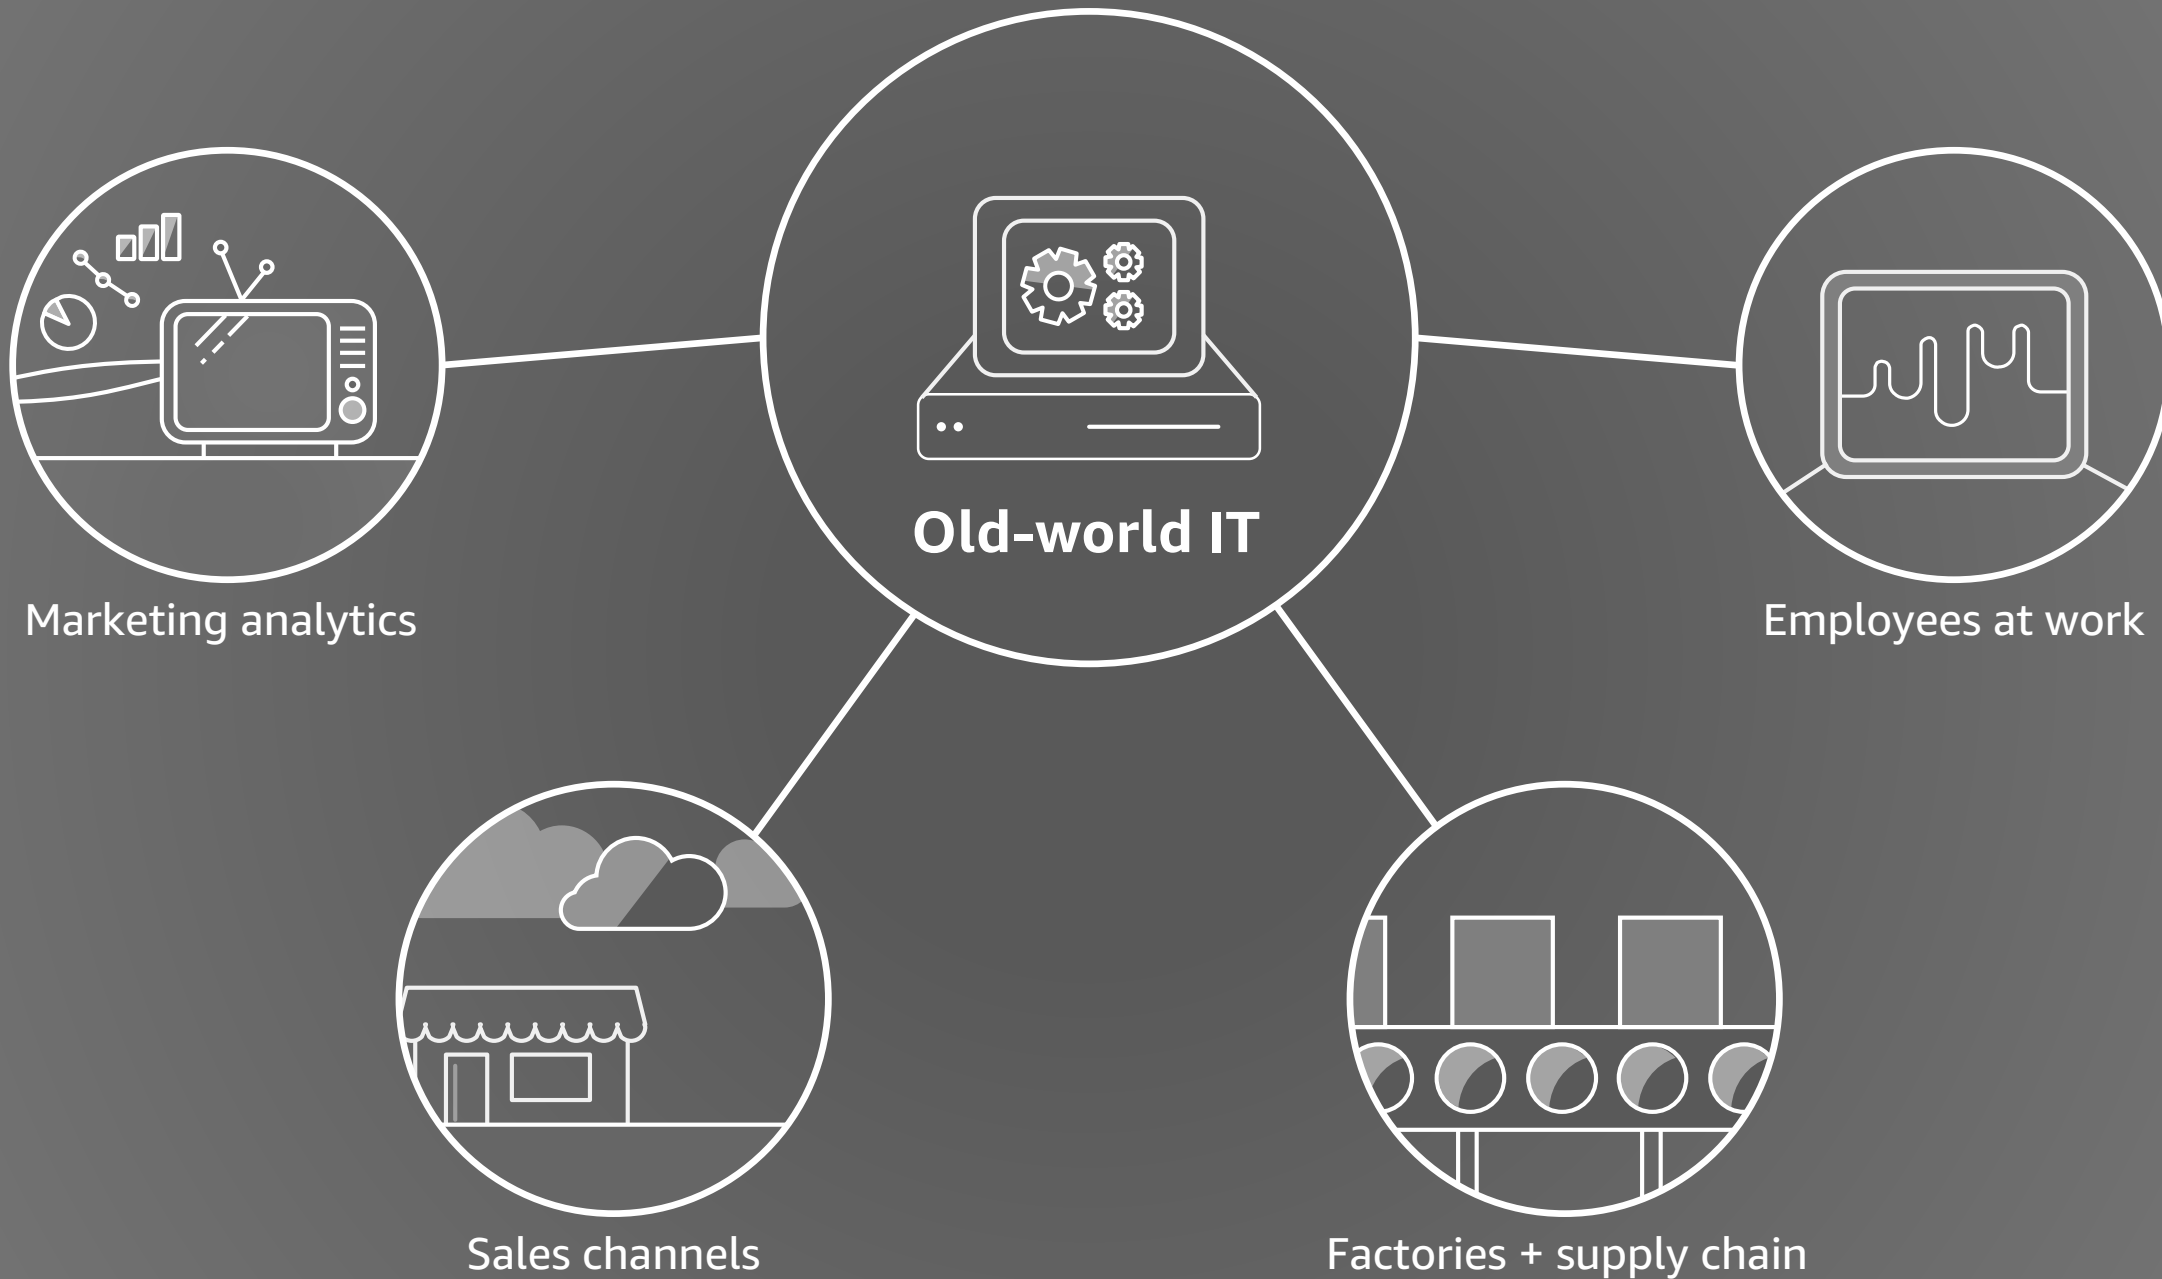 Old-world IT
Marketing analytics
Employees at work
Sales channels
Factories + supply chain